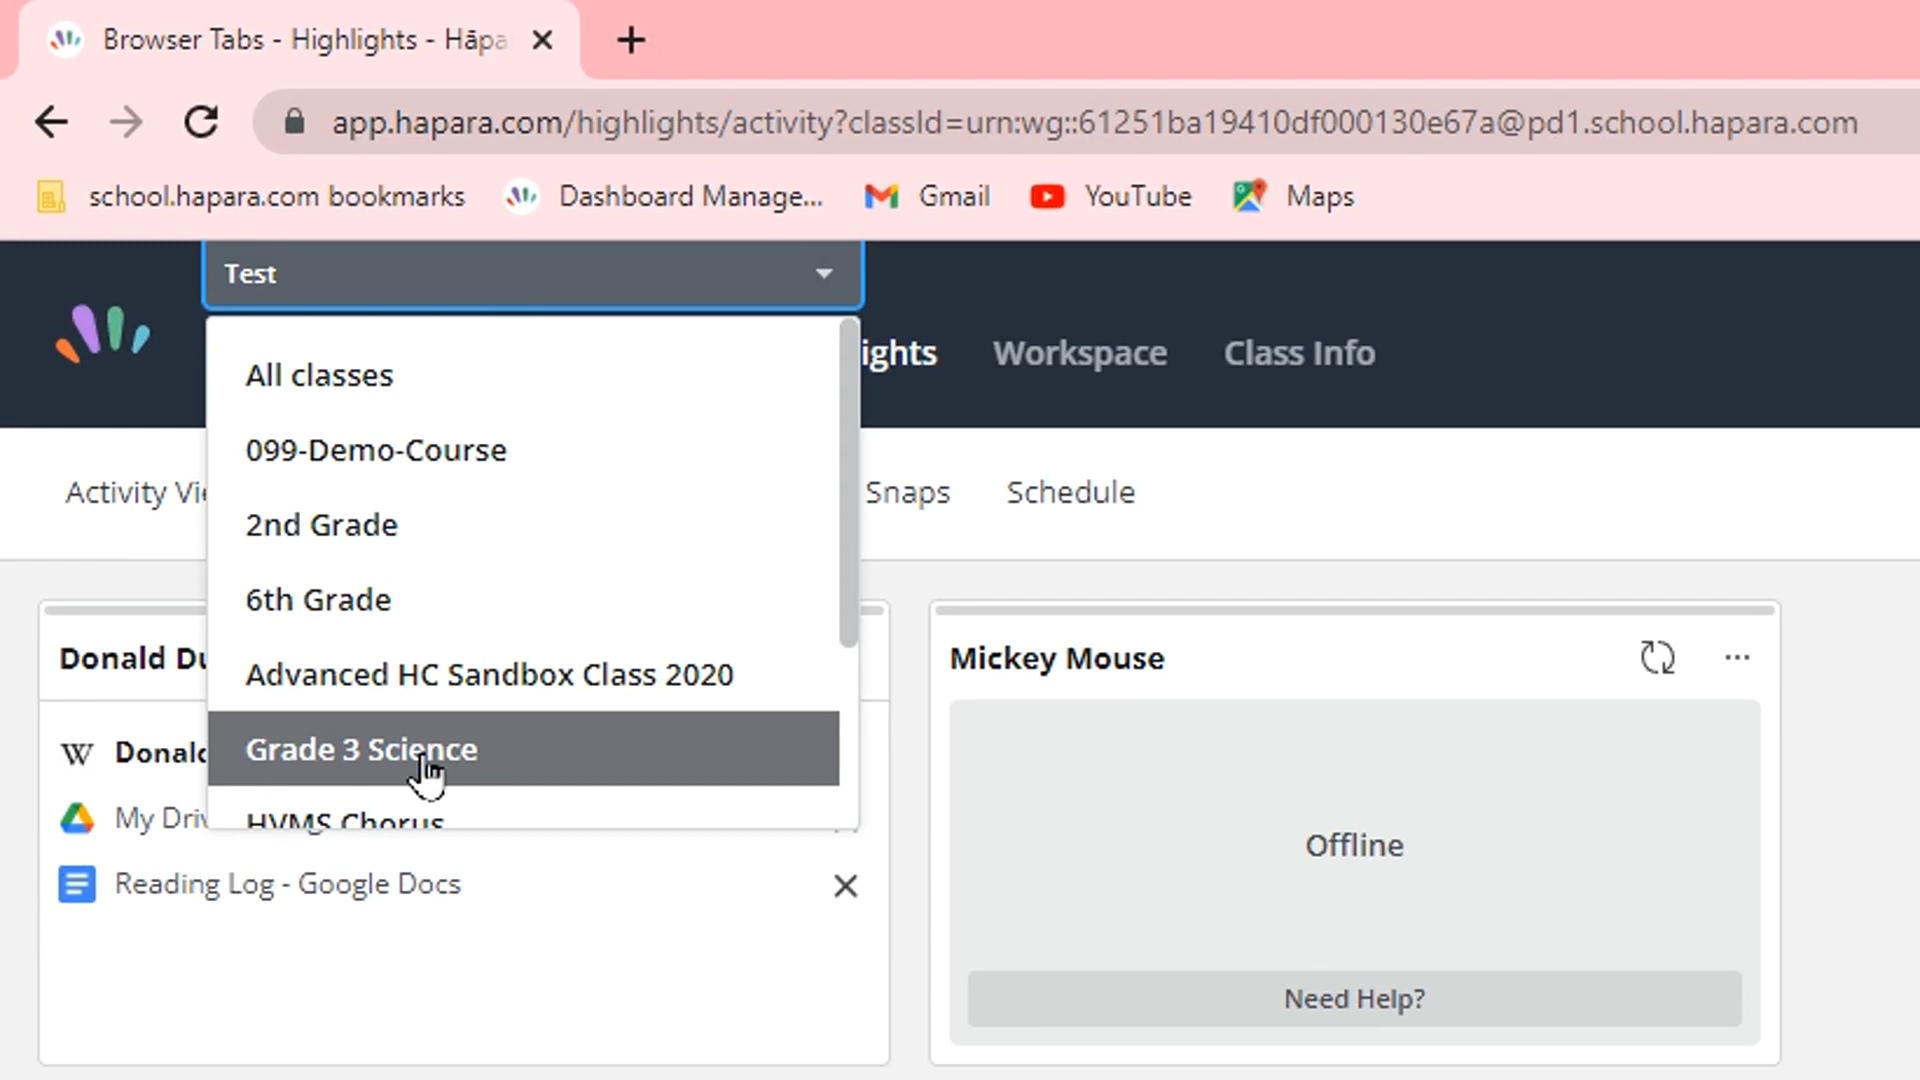 Browser Tabs - Highlights - Hāpa
app.hapara.com/highlights/activity?classId=urn:wg::61251ba19410df000130e67a@pd1.school.hapara.com
school.hapara.com bookmarks Dashboard Manage... Gmail YouTube Maps
Test
ights Workspace Class Info
All classes
099-Demo-Course
2nd Grade
6th Grade
Advanced HC Sandbox Class 2020
Grade 3 Science
HVMS Chorus
Activity Vie Snaps Schedule
Donald Du
W Donald
My Driv
Reading Log - Google Docs
Mickey Mouse
Offline
Need Help?